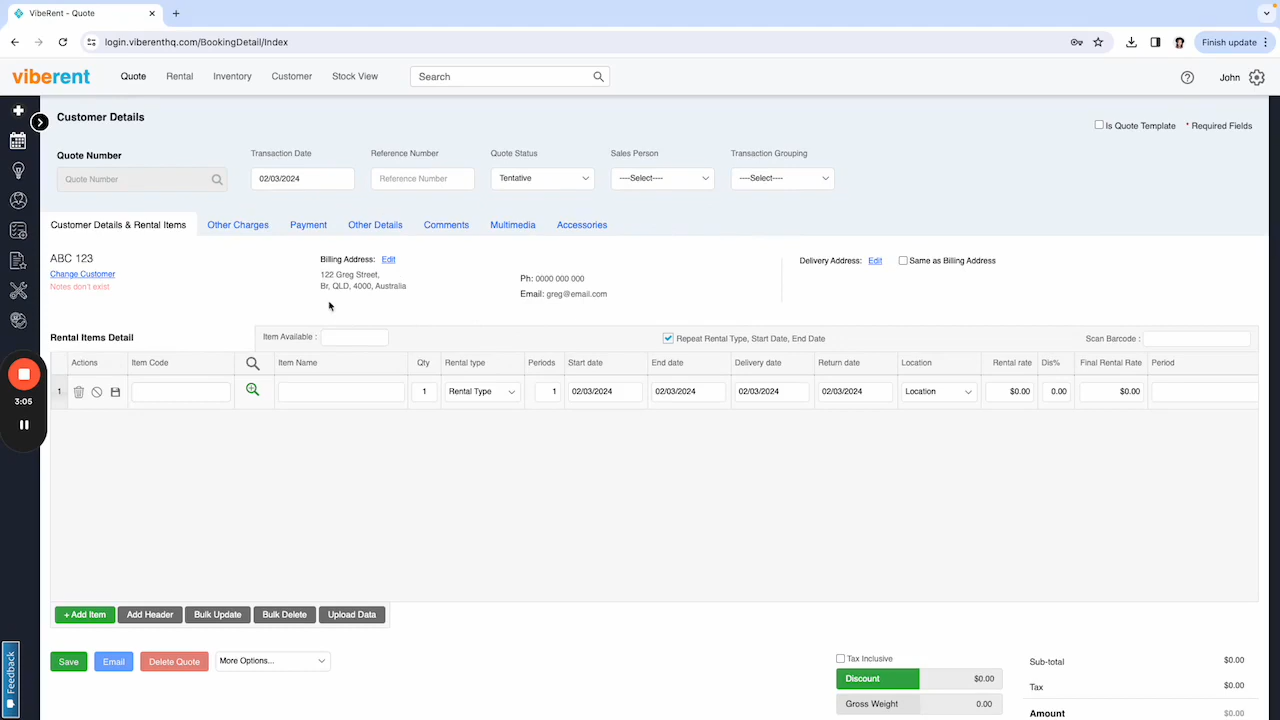 VibeRent - Quote
login.viberenthq.com/BookingDetail/Index
Finish update
viberent
Quote Rental Inventory Customer Stock View
Search
John
Customer Details
Is Quote Template * Required Fields
Quote Number Transaction Date Reference Number Quote Status Sales Person Transaction Grouping
Quote Number 02/03/2024 Reference Number Tentative ----Select---- ----Select----
Customer Details & Rental Items Other Charges Payment Other Details Comments Multimedia Accessories
ABC 123 Billing Address: Edit Delivery Address: Edit Same as Billing Address
Change Customer 122 Greg Street, Ph: 0000 000 000
Notes don't exist Br, QLD, 4000, Australia Email: greg@email.com
Rental Items Detail Item Available : Repeat Rental Type, Start Date, End Date Scan Barcode :
Actions Item Code Item Name Qty Rental type Periods Start date End date Delivery date Return date Location Rental rate Dis% Final Rental Rate Period
1 1 Rental Type 1 02/03/2024 02/03/2024 02/03/2024 02/03/2024 Location $0.00 0.00 $0.00
3:05
+ Add Item Add Header Bulk Update Bulk Delete Upload Data
Save Email Delete Quote More Options...
Feedback
Tax Inclusive
Discount $0.00
Gross Weight 0.00
Sub-total $0.00
Tax $0.00
Amount $0.00